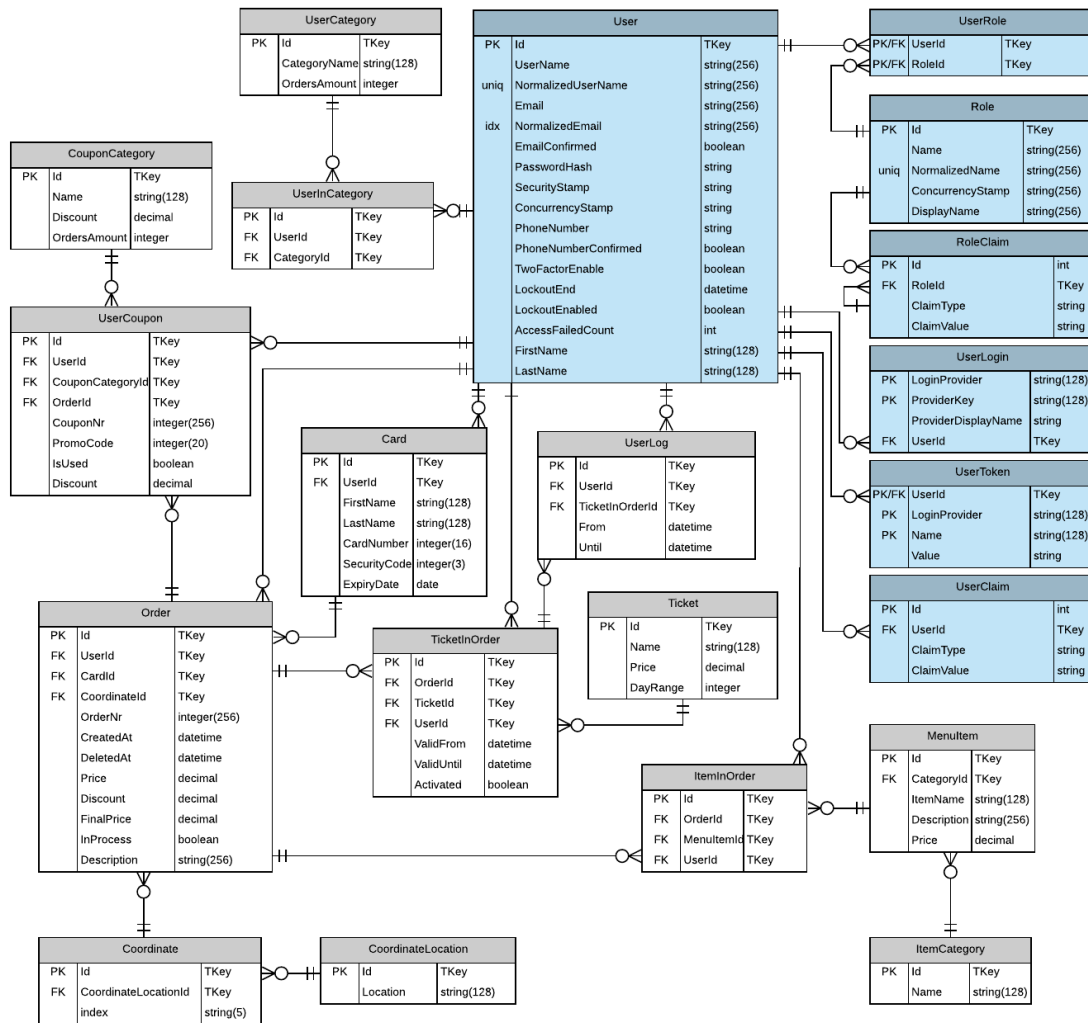 UserCategory
PK Id TKey
CategoryName string(128)
OrdersAmount integer
User
PK Id TKey
UserName string(256)
uniq NormalizedUserName string(256)
Email string(256)
idx NormalizedEmail string(256)
EmailConfirmed boolean
PasswordHash string
SecurityStamp string
ConcurrencyStamp string
PhoneNumber string
PhoneNumberConfirmed boolean
TwoFactorEnable boolean
LockoutEnd datetime
LockoutEnabled boolean
AccessFailedCount int
FirstName string(128)
LastName string(128)
UserRole
PK/FK UserId TKey
PK/FK RoleId TKey
Role
PK Id TKey
Name string(256)
uniq NormalizedName string(256)
ConcurrencyStamp string(256)
DisplayName string(256)
CouponCategory
PK Id TKey
Name string(128)
Discount decimal
OrdersAmount integer
UserInCategory
PK Id TKey
FK UserId TKey
FK CategoryId TKey
RoleClaim
PK Id int
FK RoleId TKey
ClaimType string
ClaimValue string
UserCoupon
PK Id TKey
FK UserId TKey
FK CouponCategoryId TKey
FK OrderId TKey
CouponNr integer(256)
PromoCode integer(20)
IsUsed boolean
Discount decimal
UserLogin
PK LoginProvider string(128)
PK ProviderKey string(128)
ProviderDisplayName string
FK UserId TKey
Card
PK Id TKey
FK UserId TKey
FirstName string(128)
LastName string(128)
CardNumber integer(16)
SecurityCode integer(3)
ExpiryDate date
UserLog
PK Id TKey
FK UserId TKey
FK TicketInOrderId TKey
From datetime
Until datetime
UserToken
PK/FK UserId TKey
PK LoginProvider string(128)
PK Name string(128)
Value string
UserClaim
PK Id int
FK UserId TKey
ClaimType string
ClaimValue string
Order
PK Id TKey
FK UserId TKey
FK CardId TKey
FK CoordinateId TKey
OrderNr integer(256)
CreatedAt datetime
DeletedAt datetime
Price decimal
Discount decimal
FinalPrice decimal
InProcess boolean
Description string(256)
TicketInOrder
PK Id TKey
FK OrderId TKey
FK TicketId TKey
FK UserId TKey
ValidFrom datetime
ValidUntil datetime
Activated boolean
Ticket
PK Id TKey
Name string(128)
Price decimal
DayRange integer
ItemInOrder
PK Id TKey
FK OrderId TKey
FK MenuItemId TKey
FK UserId TKey
MenuItem
PK Id TKey
FK CategoryId TKey
ItemName string(128)
Description string(256)
Price decimal
Coordinate
PK Id TKey
FK CoordinateLocationId TKey
index string(5)
CoordinateLocation
PK Id TKey
Location string(128)
ItemCategory
PK Id TKey
Name string(128)